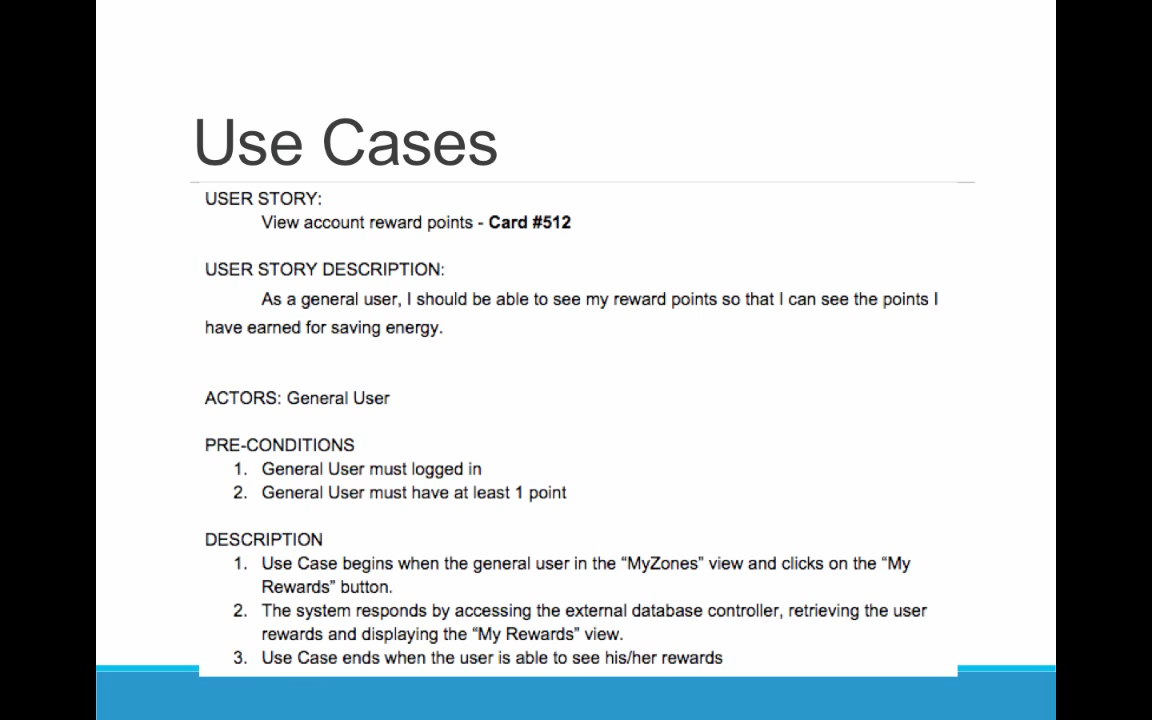 Use Cases
USER STORY:
View account reward points - Card #512
USER STORY DESCRIPTION:
As a general user, I should be able to see my reward points so that I can see the points I
have earned for saving energy.
ACTORS: General User
PRE-CONDITIONS
1. General User must logged in
2. General User must have at least 1 point
DESCRIPTION
1. Use Case begins when the general user in the “MyZones” view and clicks on the “My
Rewards” button.
2. The system responds by accessing the external database controller, retrieving the user
rewards and displaying the “My Rewards” view.
3. Use Case ends when the user is able to see his/her rewards